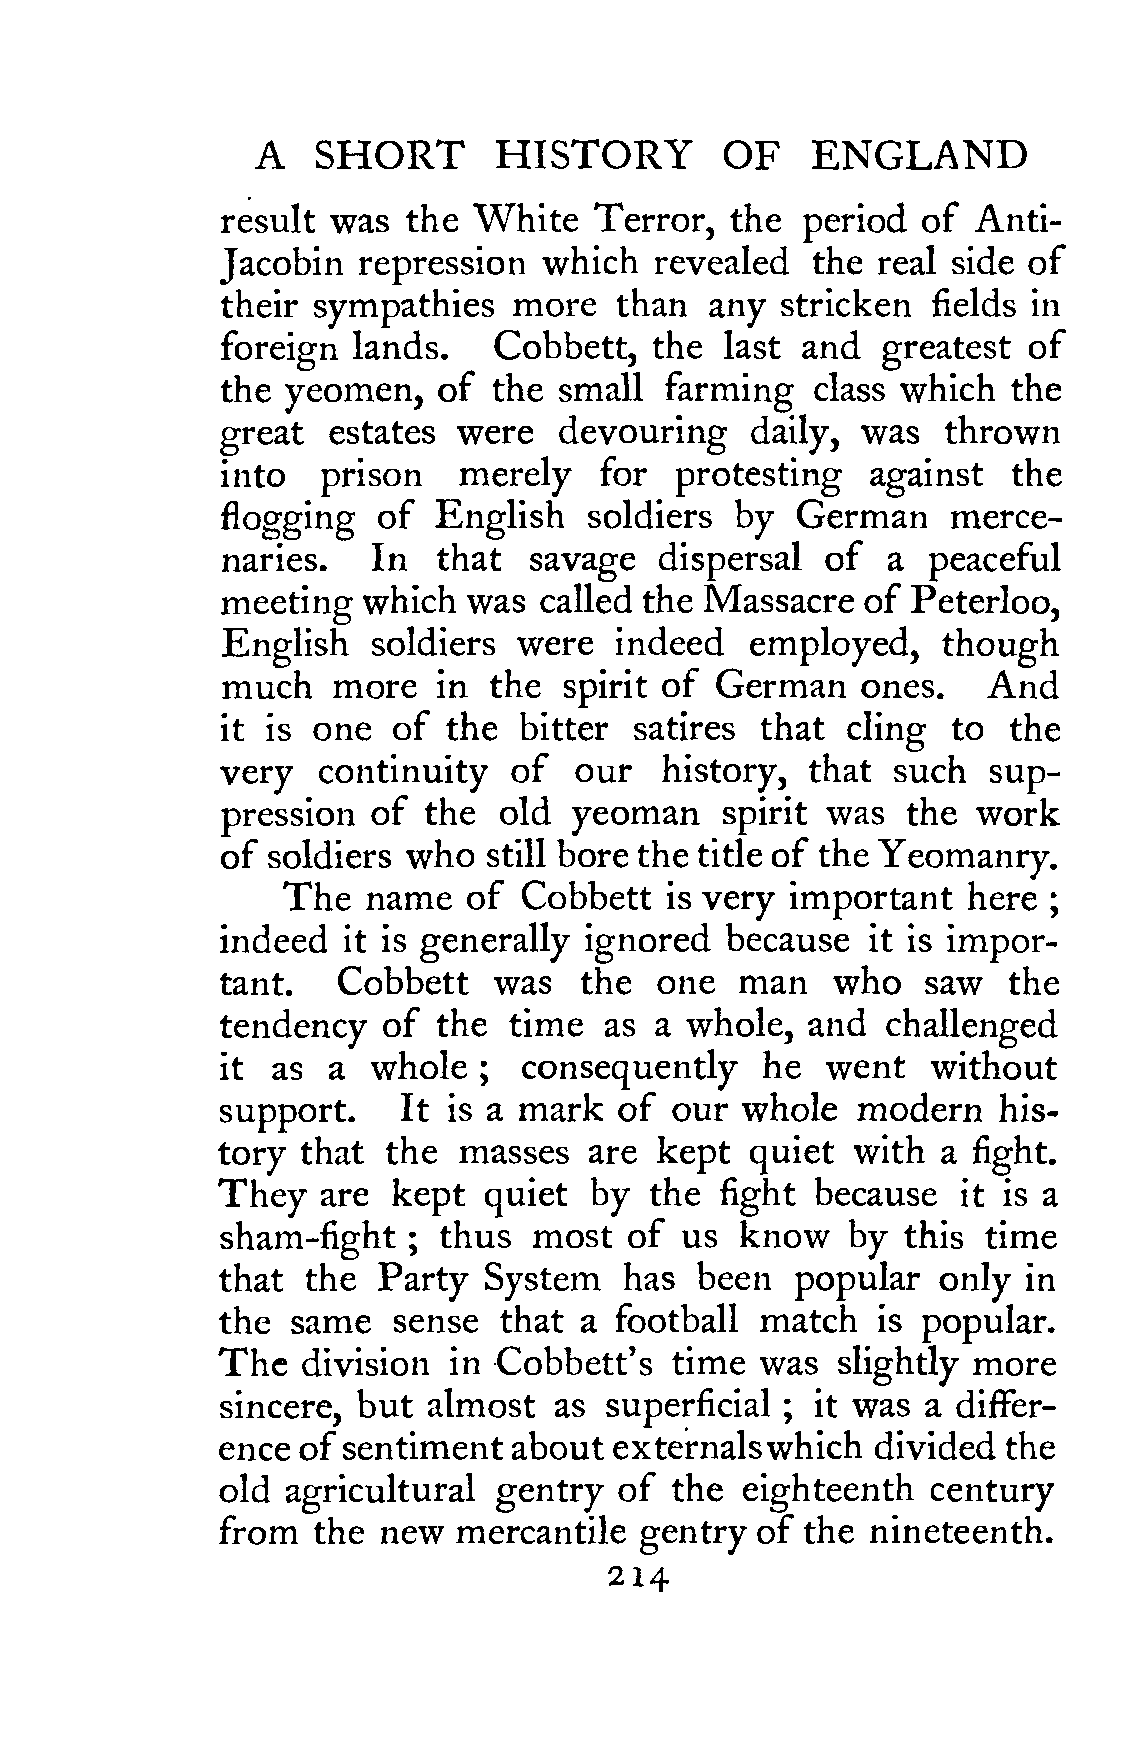 A SHORT HISTORY OF ENGLAND
result was the White Terror, the period of Anti-
Jacobin repression which revealed the real side of
their sympathies more than any stricken fields in
foreign lands. Cobbett, the last and greatest of
the yeomen, of the small farming class which the
great estates were devouring daily, was thrown
into prison merely for protesting against the
flogging of English soldiers by German merce-
naries. In that savage dispersal of a peaceful
meeting which was called the Massacre of Peterloo,
English soldiers were indeed employed, though
much more in the spirit of German ones. And
it is one of the bitter satires that cling to the
very continuity of our history, that such sup-
pression of the old yeoman spirit was the work
of soldiers who still bore the title of the Yeomanry.
The name of Cobbett is very important here ;
indeed it is generally ignored because it is impor-
tant. Cobbett was the one man who saw the
tendency of the time as a whole, and challenged
it as a whole ; consequently he went without
support. It is a mark of our whole modern his-
tory that the masses are kept quiet with a fight.
They are kept quiet by the fight because it is a
sham-fight ; thus most of us know by this time
that the Party System has been popular only in
the same sense that a football match is popular.
The division in Cobbett's time was slightly more
sincere, but almost as superficial ; it was a differ-
ence of sentiment about externals which divided the
old agricultural gentry of the eighteenth century
from the new mercantile gentry of the nineteenth.
214